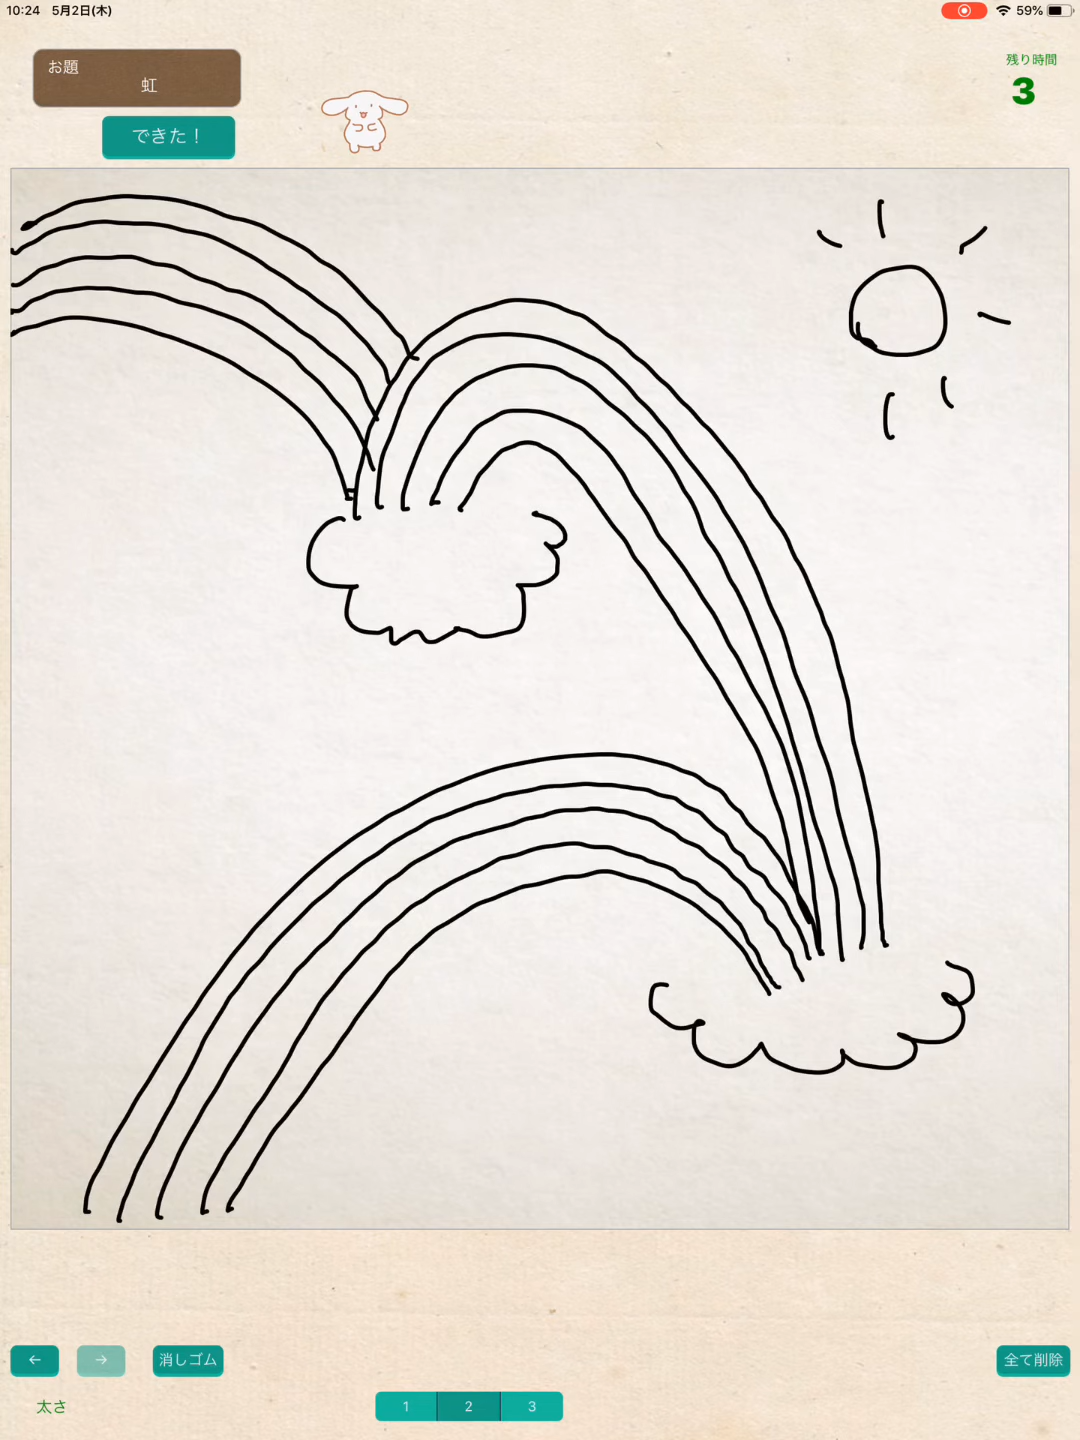 10:24 5月2日(木)
59%
お題
虹
できた！
残り時間
3
← → 消しゴム 全て削除
太さ 1 2 3